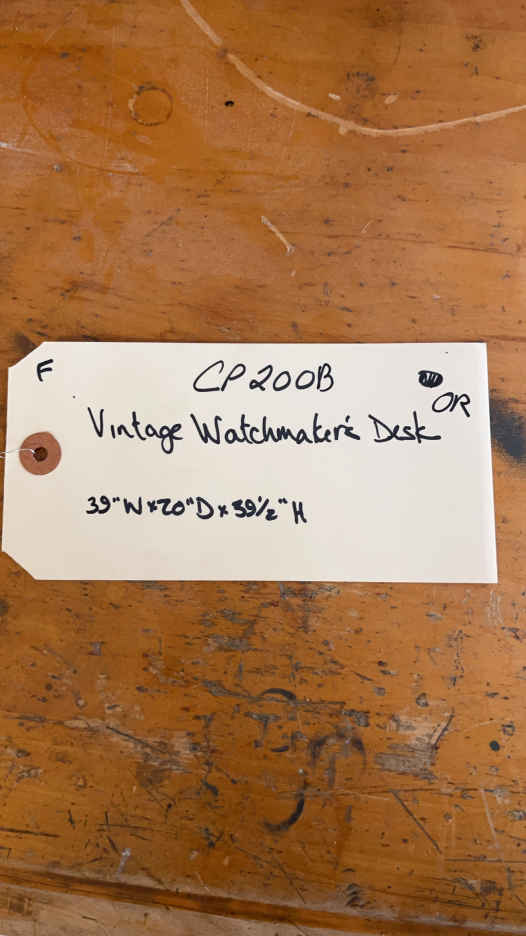 F
CP200B
OR
Vintage Watchmaker's Desk
39"W x 20"D x 39½"H